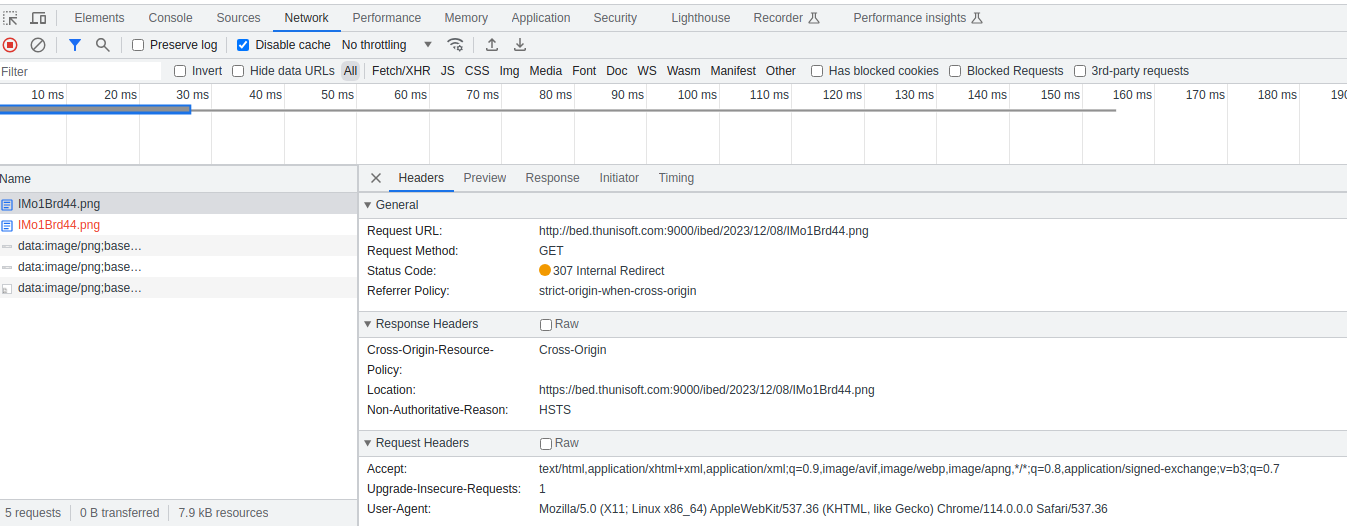 Elements Console Sources Network Performance Memory Application Security Lighthouse Recorder Performance insights
Preserve log Disable cache No throttling
Filter Invert Hide data URLs All Fetch/XHR JS CSS Img Media Font Doc WS Wasm Manifest Other Has blocked cookies Blocked Requests 3rd-party requests
10 ms 20 ms 30 ms 40 ms 50 ms 60 ms 70 ms 80 ms 90 ms 100 ms 110 ms 120 ms 130 ms 140 ms 150 ms 160 ms 170 ms 180 ms 190
Name
IMo1Brd44.png
IMo1Brd44.png
data:image/png;base…
data:image/png;base…
data:image/png;base…
5 requests 0 B transferred 7.9 kB resources
Headers Preview Response Initiator Timing
General
Request URL: http://bed.thunisoft.com:9000/ibed/2023/12/08/IMo1Brd44.png
Request Method: GET
Status Code: 307 Internal Redirect
Referrer Policy: strict-origin-when-cross-origin
Response Headers Raw
Cross-Origin-Resource- Cross-Origin
Policy:
Location: https://bed.thunisoft.com:9000/ibed/2023/12/08/IMo1Brd44.png
Non-Authoritative-Reason: HSTS
Request Headers Raw
Accept: text/html,application/xhtml+xml,application/xml;q=0.9,image/avif,image/webp,image/apng,*/*;q=0.8,application/signed-exchange;v=b3;q=0.7
Upgrade-Insecure-Requests: 1
User-Agent: Mozilla/5.0 (X11; Linux x86_64) AppleWebKit/537.36 (KHTML, like Gecko) Chrome/114.0.0.0 Safari/537.36